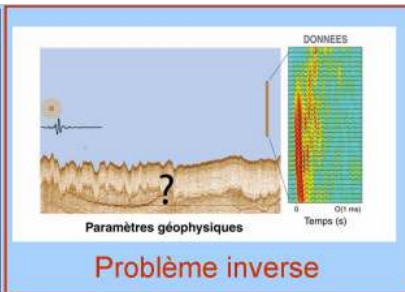 DONNEES
?
Paramètres géophysiques
0
O(1 ms)
Temps (s)
Problème inverse